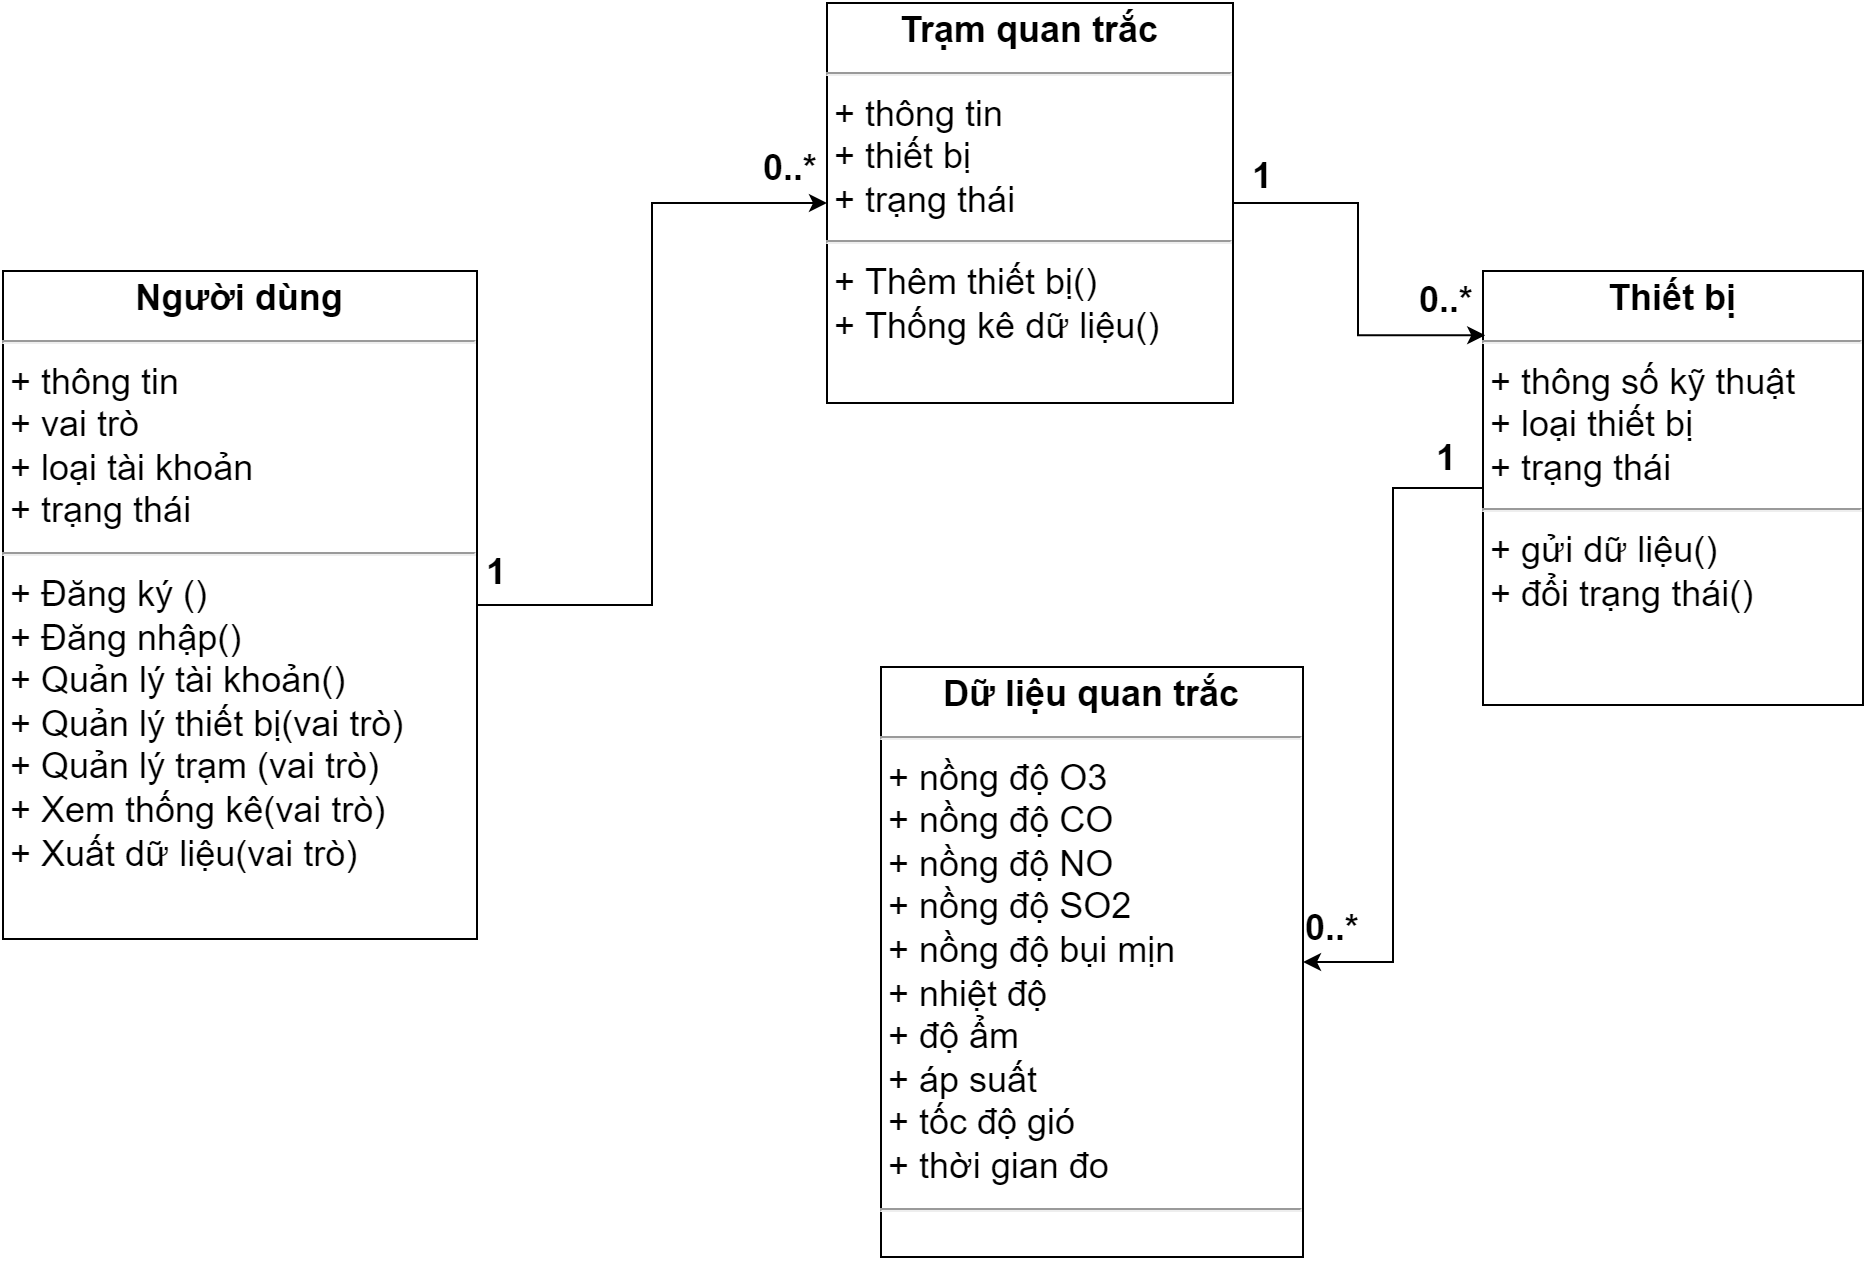 Trạm quan trắc
+ thông tin
+ thiết bị
+ trạng thái
+ Thêm thiết bị()
+ Thống kê dữ liệu()
0..*
1
Người dùng
+ thông tin
+ vai trò
+ loại tài khoản
+ trạng thái
+ Đăng ký ()
+ Đăng nhập()
+ Quản lý tài khoản()
+ Quản lý thiết bị(vai trò)
+ Quản lý trạm (vai trò)
+ Xem thống kê(vai trò)
+ Xuất dữ liệu(vai trò)
1
0..*
Thiết bị
+ thông số kỹ thuật
+ loại thiết bị
+ trạng thái
+ gửi dữ liệu()
+ đổi trạng thái()
1
Dữ liệu quan trắc
+ nồng độ O3
+ nồng độ CO
+ nồng độ NO
+ nồng độ SO2
+ nồng độ bụi mịn
+ nhiệt độ
+ độ ẩm
+ áp suất
+ tốc độ gió
+ thời gian đo
0..*